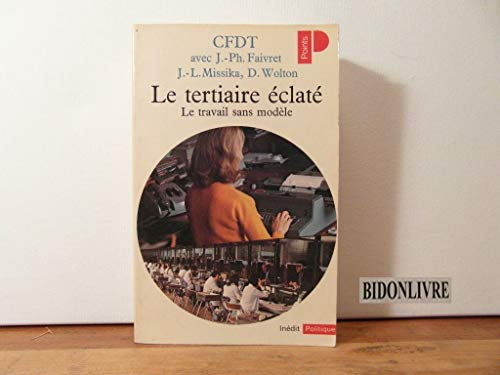 CFDT
avec J.-Ph. Faivret
J.-L. Missika, D. Wolton
Points
Le tertiaire éclaté
Le travail sans modèle
Inédit Politique
BIDONLIVRE